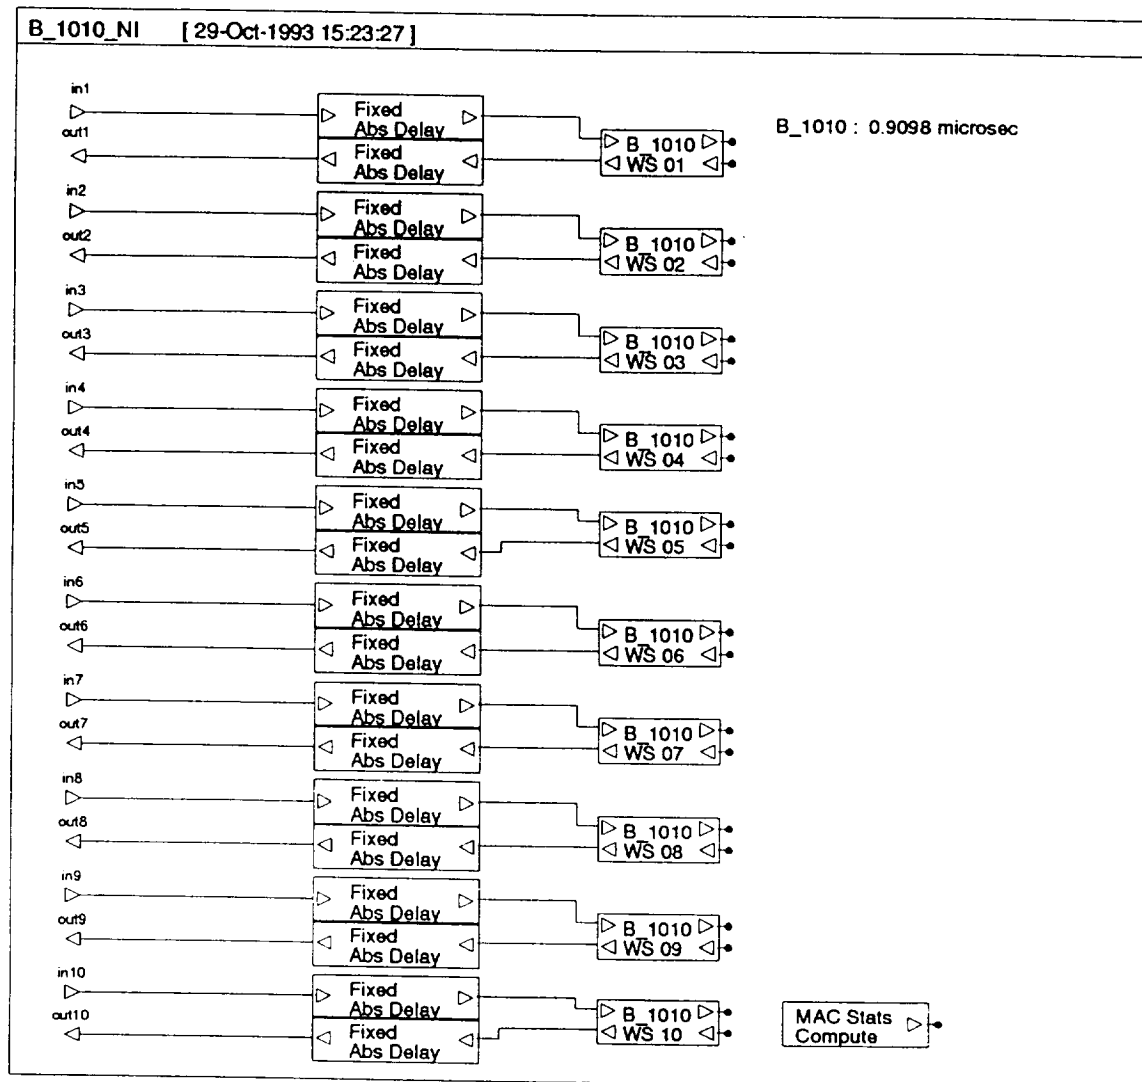 B_1010_NI [ 29-Oct-1993 15:23:27 ]
in1
Fixed
Abs Delay
B_1010 : 0.9098 microsec
out1
Fixed
Abs Delay
B_1010
WS 01
in2
Fixed
Abs Delay
out2
Fixed
Abs Delay
B_1010
WS 02
in3
Fixed
Abs Delay
out3
Fixed
Abs Delay
B_1010
WS 03
in4
Fixed
Abs Delay
out4
Fixed
Abs Delay
B_1010
WS 04
in5
Fixed
Abs Delay
out5
Fixed
Abs Delay
B_1010
WS 05
in6
Fixed
Abs Delay
out6
Fixed
Abs Delay
B_1010
WS 06
in7
Fixed
Abs Delay
out7
Fixed
Abs Delay
B_1010
WS 07
in8
Fixed
Abs Delay
out8
Fixed
Abs Delay
B_1010
WS 08
in9
Fixed
Abs Delay
out9
Fixed
Abs Delay
B_1010
WS 09
in10
Fixed
Abs Delay
out10
Fixed
Abs Delay
B_1010
WS 10
MAC Stats
Compute